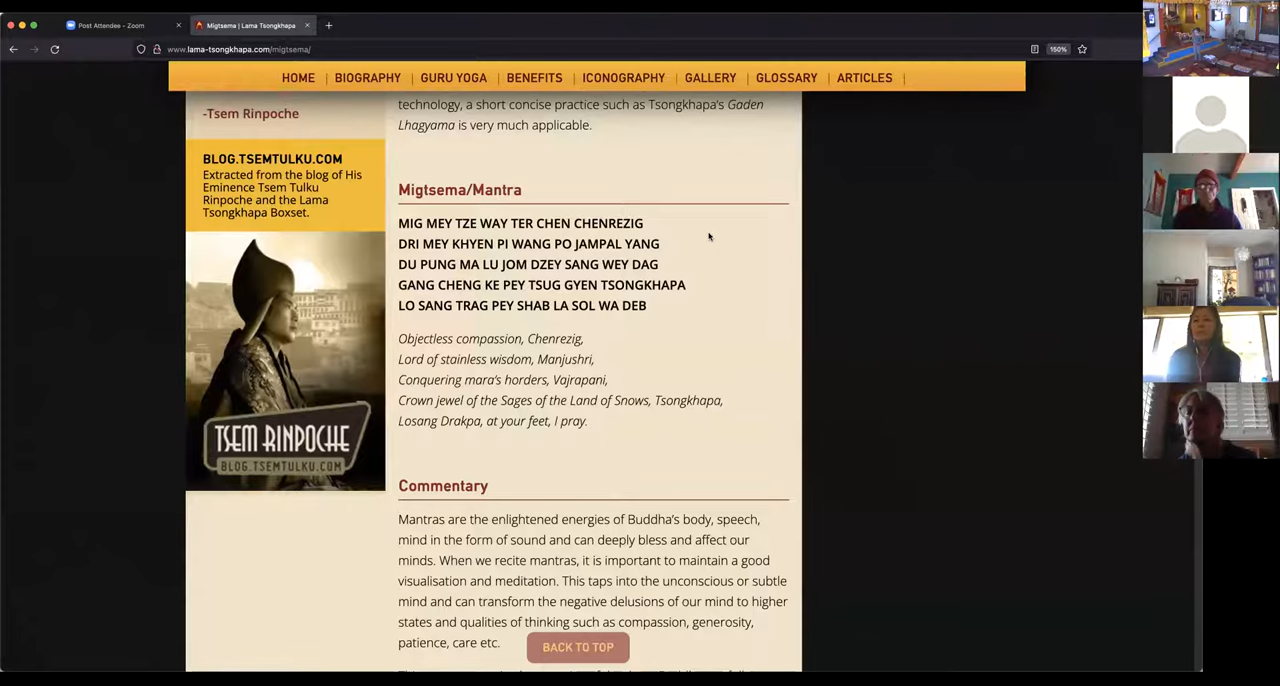 Post Attendee - Zoom
Migtsema | Lama Tsongkhapa
www.lama-tsongkhapa.com/migtsema/
150%
HOME | BIOGRAPHY | GURU YOGA | BENEFITS | ICONOGRAPHY | GALLERY | GLOSSARY | ARTICLES |
-Tsem Rinpoche
BLOG.TSEMTULKU.COM
Extracted from the blog of His
Eminence Tsem Tulku
Rinpoche and the Lama
Tsongkhapa Boxset.
TSEM RINPOCHE
BLOG.TSEMTULKU.COM
technology, a short concise practice such as Tsongkhapa's Gaden
Lhagyama is very much applicable.
Migtsema/Mantra
MIG MEY TZE WAY TER CHEN CHENREZIG
DRI MEY KHYEN PI WANG PO JAMPAL YANG
DU PUNG MA LU JOM DZEY SANG WEY DAG
GANG CHENG KE PEY TSUG GYEN TSONGKHAPA
LO SANG TRAG PEY SHAB LA SOL WA DEB
Objectless compassion, Chenrezig,
Lord of stainless wisdom, Manjushri,
Conquering mara's horders, Vajrapani,
Crown jewel of the Sages of the Land of Snows, Tsongkhapa,
Losang Drakpa, at your feet, I pray.
Commentary
Mantras are the enlightened energies of Buddha's body, speech,
mind in the form of sound and can deeply bless and affect our
minds. When we recite mantras, it is important to maintain a good
visualisation and meditation. This taps into the unconscious or subtle
mind and can transform the negative delusions of our mind to higher
states and qualities of thinking such as compassion, generosity,
patience, care etc.
BACK TO TOP